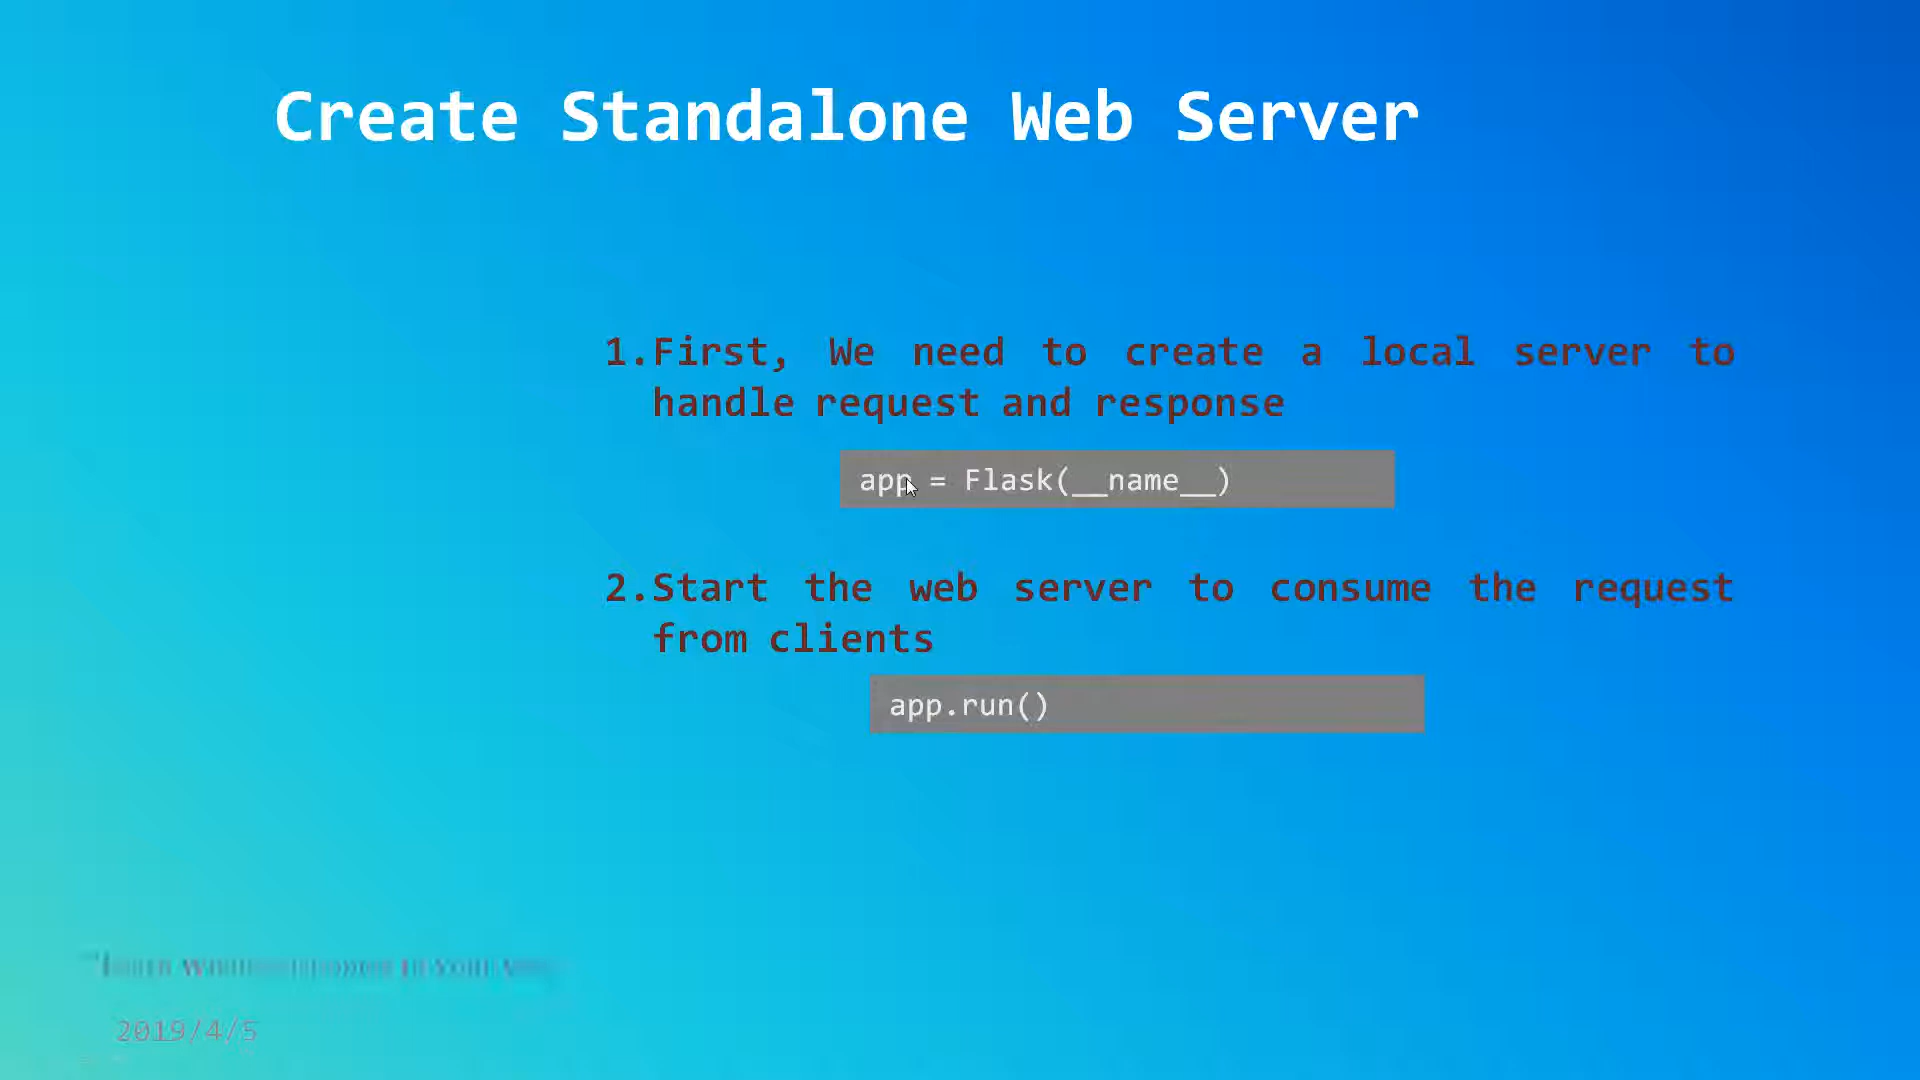 Create Standalone Web Server
1.First, We need to create a local server to
handle request and response
app = Flask(__name__)
2.Start the web server to consume the request
from clients
app.run()
2019/4/5